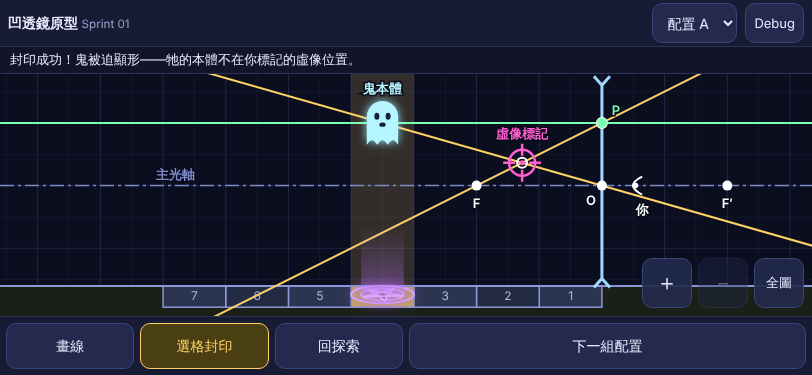 凹透鏡原型 Sprint 01
配置 A
Debug
封印成功！鬼被迫顯形——牠的本體不在你標記的虛像位置。
鬼本體
P
虛像標記
主光軸
F
O
你
F′
7
6
5
3
2
1
+
−
全圖
畫線
選格封印
回探索
下一組配置